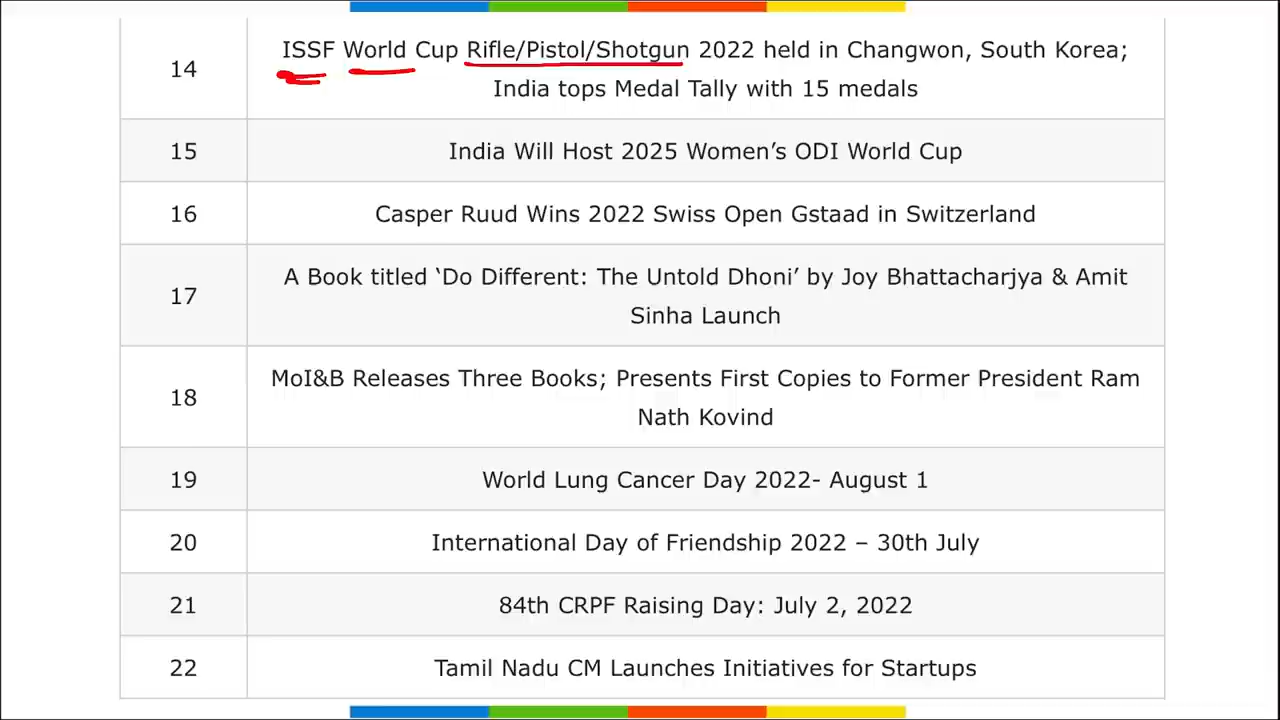 14
ISSF World Cup Rifle/Pistol/Shotgun 2022 held in Changwon, South Korea;
India tops Medal Tally with 15 medals
15
India Will Host 2025 Women’s ODI World Cup
16
Casper Ruud Wins 2022 Swiss Open Gstaad in Switzerland
17
A Book titled ‘Do Different: The Untold Dhoni’ by Joy Bhattacharjya & Amit
Sinha Launch
18
MoI&B Releases Three Books; Presents First Copies to Former President Ram
Nath Kovind
19
World Lung Cancer Day 2022- August 1
20
International Day of Friendship 2022 – 30th July
21
84th CRPF Raising Day: July 2, 2022
22
Tamil Nadu CM Launches Initiatives for Startups